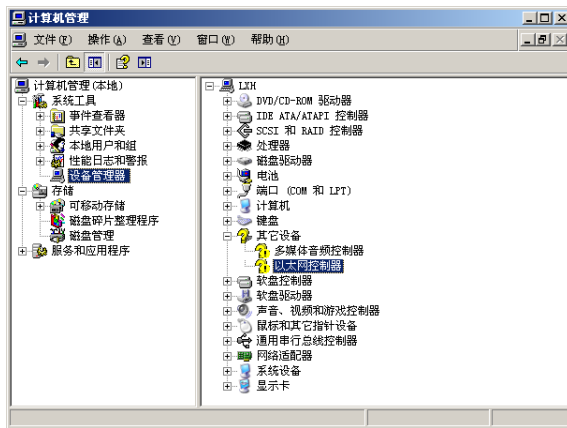 计算机管理
文件(F) 操作(A) 查看(V) 窗口(W) 帮助(H)
计算机管理(本地)
系统工具
事件查看器
共享文件夹
本地用户和组
性能日志和警报
设备管理器
存储
可移动存储
磁盘碎片整理程序
磁盘管理
服务和应用程序
LXH
DVD/CD-ROM 驱动器
IDE ATA/ATAPI 控制器
SCSI 和 RAID 控制器
处理器
磁盘驱动器
电池
端口 (COM 和 LPT)
计算机
键盘
其它设备
多媒体音频控制器
以太网控制器
软盘控制器
软盘驱动器
声音、视频和游戏控制器
鼠标和其它指针设备
通用串行总线控制器
网络适配器
系统设备
显示卡